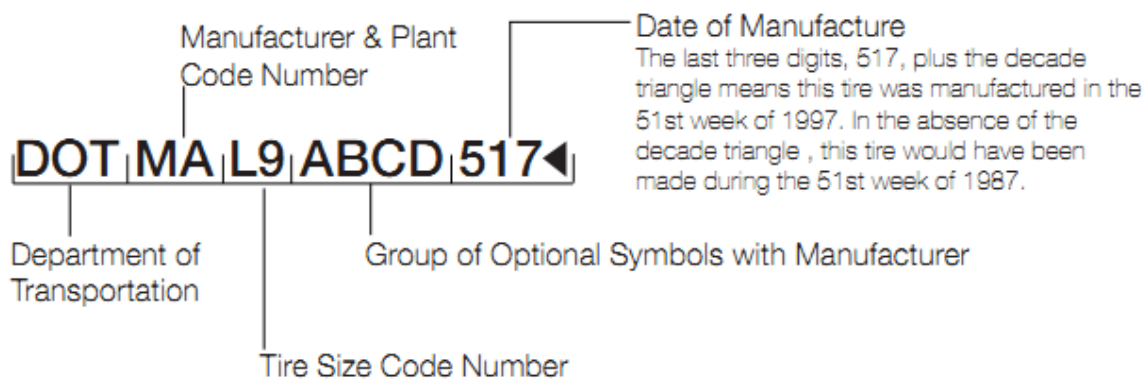 Manufacturer & Plant
Code Number
Date of Manufacture
The last three digits, 517, plus the decade
triangle means this tire was manufactured in the
51st week of 1997. In the absence of the
decade triangle , this tire would have been
made during the 51st week of 1987.
DOT MA L9 ABCD 517◀
Department of
Transportation
Group of Optional Symbols with Manufacturer
Tire Size Code Number